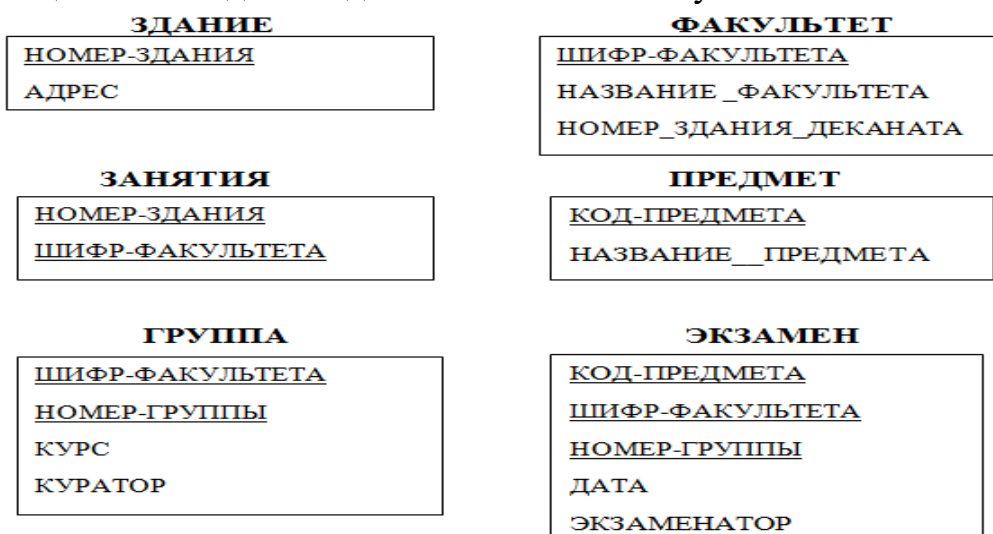 ЗДАНИЕ
НОМЕР-ЗДАНИЯ
АДРЕС
ФАКУЛЬТЕТ
ШИФР-ФАКУЛЬТЕТА
НАЗВАНИЕ _ФАКУЛЬТЕТА
НОМЕР_ЗДАНИЯ_ДЕКАНАТА
ЗАНЯТИЯ
НОМЕР-ЗДАНИЯ
ШИФР-ФАКУЛЬТЕТА
ПРЕДМЕТ
КОД-ПРЕДМЕТА
НАЗВАНИЕ__ПРЕДМЕТА
ГРУППА
ШИФР-ФАКУЛЬТЕТА
НОМЕР-ГРУППЫ
КУРС
КУРАТОР
ЭКЗАМЕН
КОД-ПРЕДМЕТА
ШИФР-ФАКУЛЬТЕТА
НОМЕР-ГРУППЫ
ДАТА
ЭКЗАМЕНАТОР